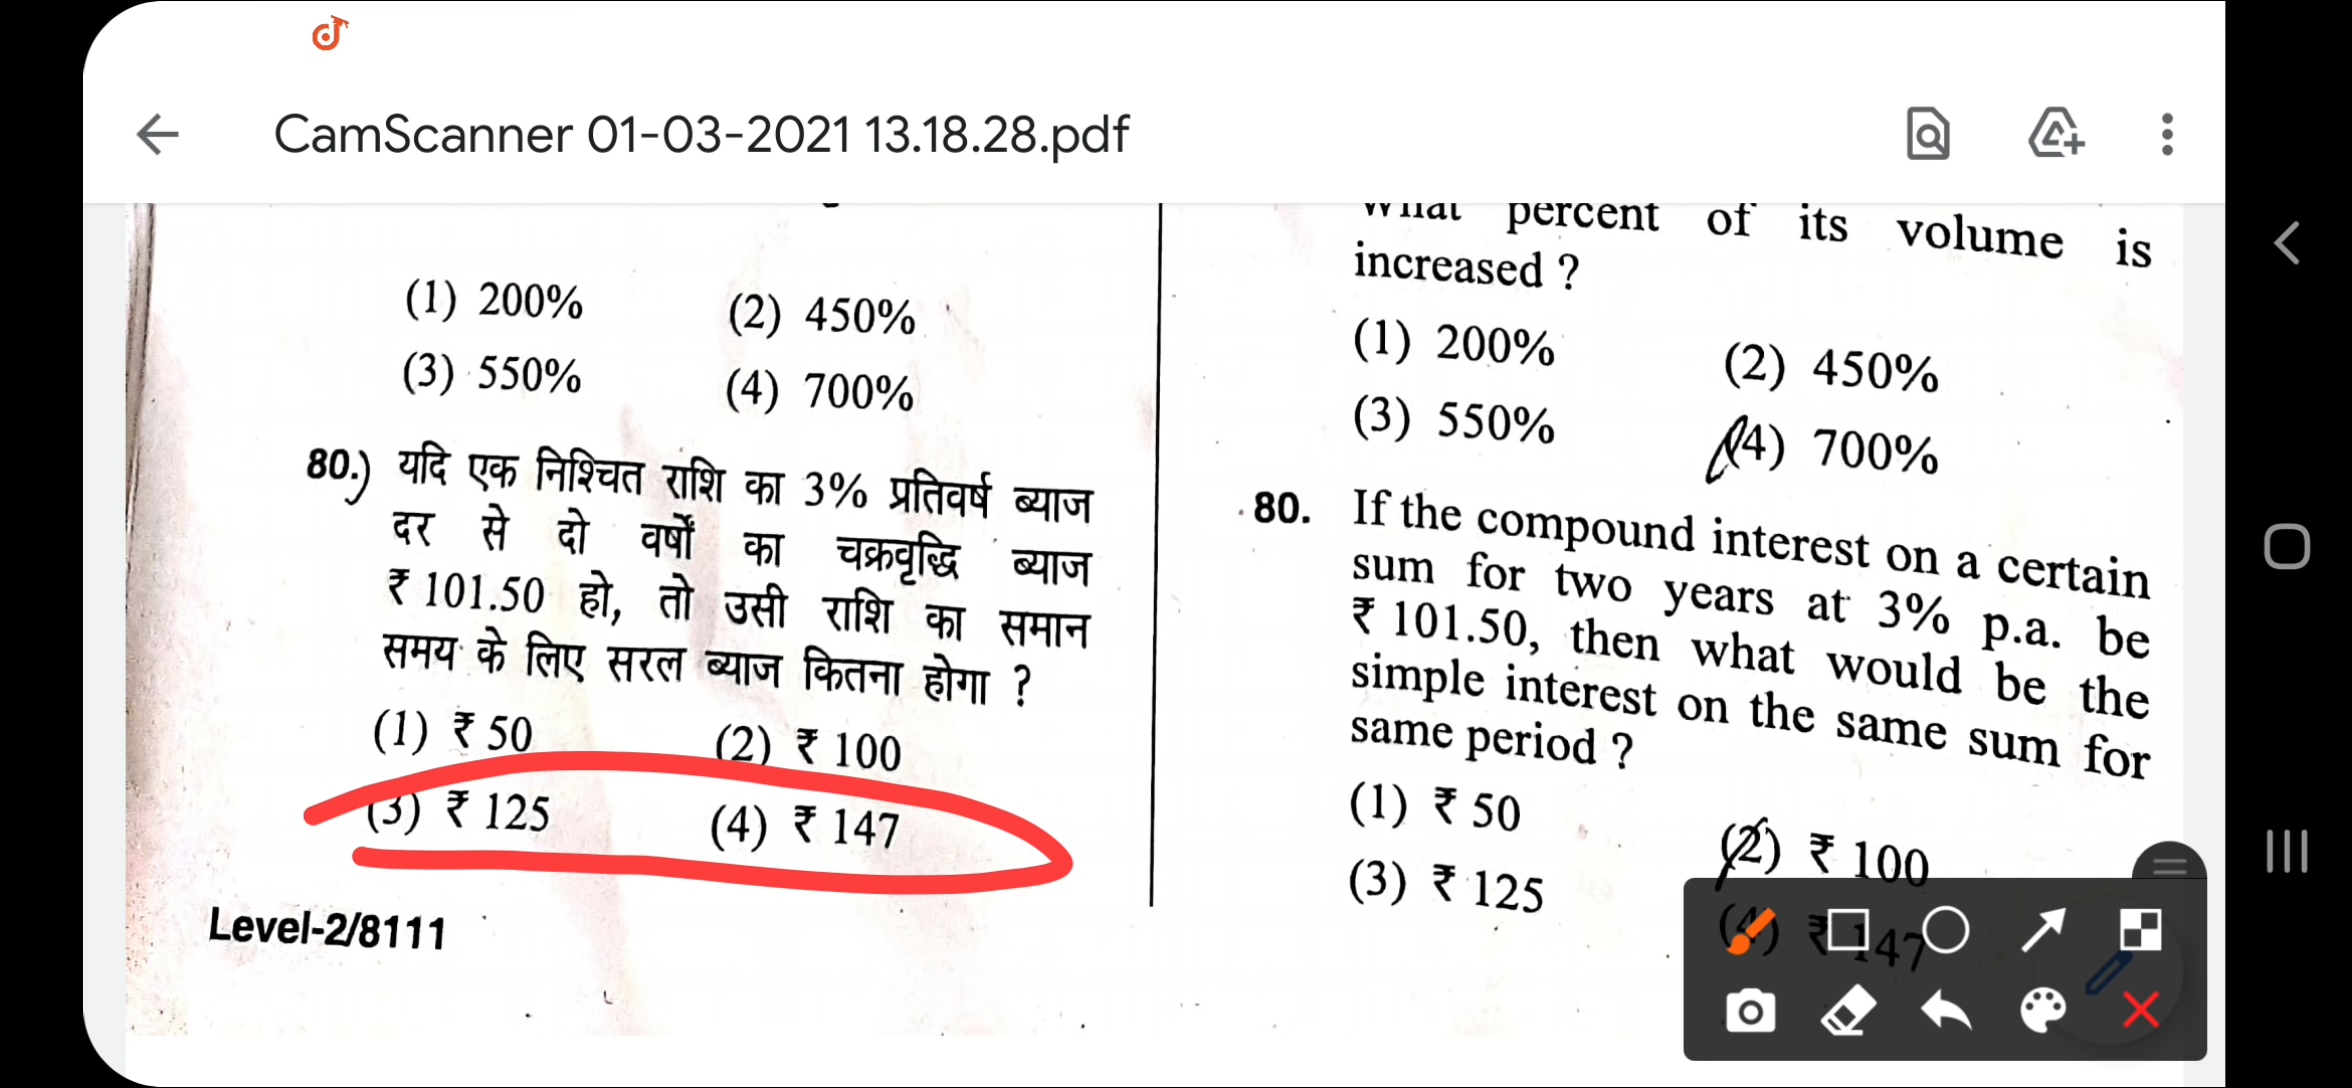 CamScanner 01-03-2021 13.18.28.pdf
(1) 200% (2) 450%
(3) 550% (4) 700%
80.) यदि एक निश्चित राशि का 3% प्रतिवर्ष ब्याज
दर से दो वर्षों का चक्रवृद्धि ब्याज
₹ 101.50 हो, तो उसी राशि का समान
समय के लिए सरल ब्याज कितना होगा ?
(1) ₹ 50 (2) ₹ 100
(3) ₹ 125 (4) ₹ 147
Level-2/8111
What percent of its volume is
increased ?
(1) 200% (2) 450%
(3) 550% (4) 700%
80. If the compound interest on a certain
sum for two years at 3% p.a. be
₹ 101.50, then what would be the
simple interest on the same sum for
same period ?
(1) ₹ 50 (2) ₹ 100
(3) ₹ 125 (4) ₹ 147